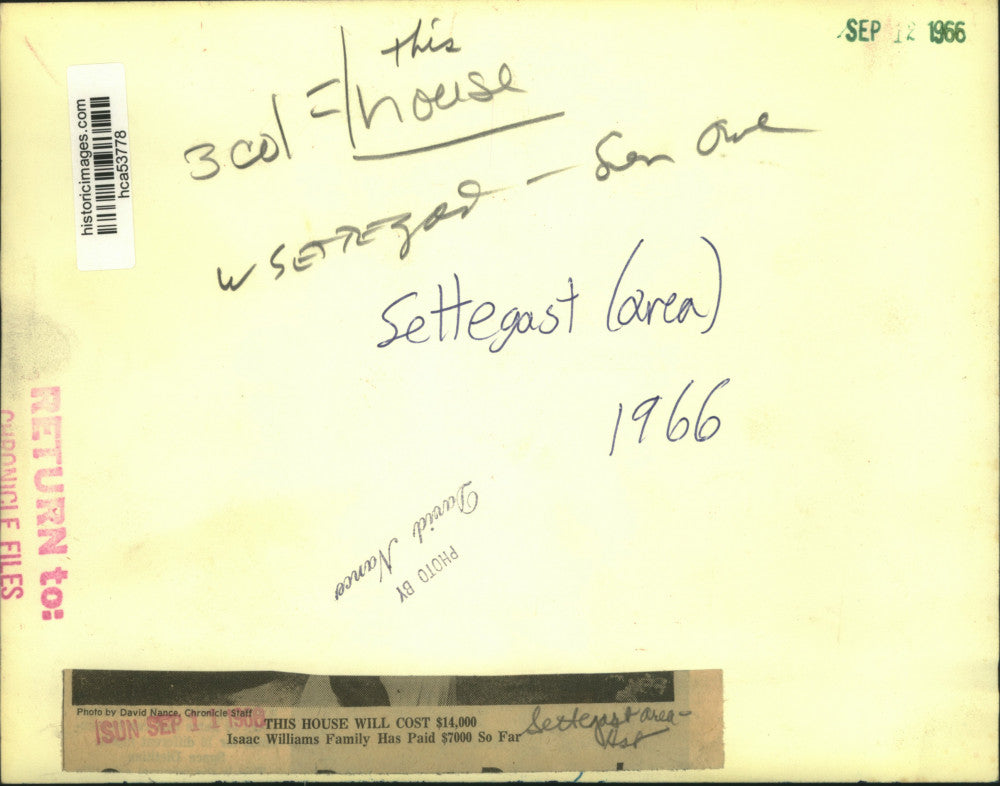 SEP 12 1966
this
3 col = house
W SETTEGAST - Sun
Settegast (area)
1966
historicimages.com
hca53778
RETURN to:
CHRONICLE FILES
PHOTO BY
David Nance
Photo by David Nance, Chronicle Staff
SUN SEP 11
THIS HOUSE WILL COST $14,000
Isaac Williams Family Has Paid $7000 So Far
Settegast area-